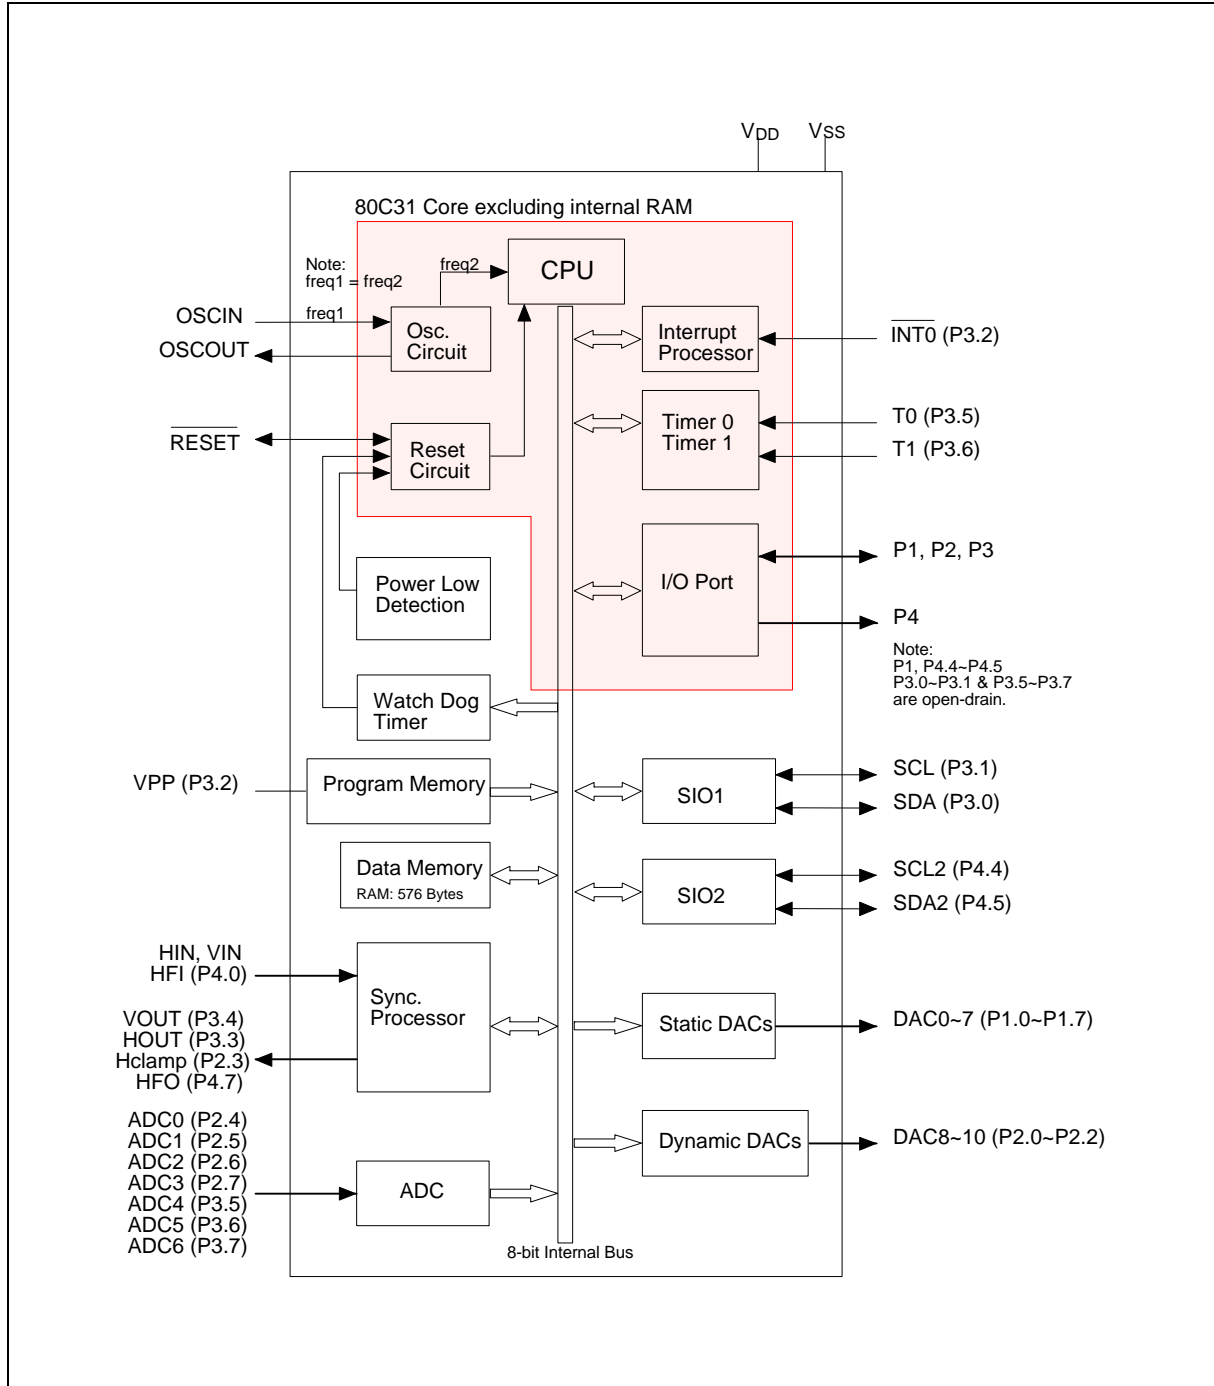 VDD VSS
80C31 Core excluding internal RAM
Note:
freq1 = freq2
freq2
CPU
OSCIN
freq1
OSCOUT
Osc.
Circuit
Interrupt
Processor
INT0 (P3.2)
RESET
Reset
Circuit
Timer 0
Timer 1
T0 (P3.5)
T1 (P3.6)
Power Low
Detection
I/O Port
P1, P2, P3
P4
Note:
P1, P4.4~P4.5
P3.0~P3.1 & P3.5~P3.7
are open-drain.
Watch Dog
Timer
VPP (P3.2)
Program Memory
SIO1
SCL (P3.1)
SDA (P3.0)
Data Memory
RAM: 576 Bytes
SIO2
SCL2 (P4.4)
SDA2 (P4.5)
HIN, VIN
HFI (P4.0)
VOUT (P3.4)
HOUT (P3.3)
Hclamp (P2.3)
HFO (P4.7)
Sync.
Processor
Static DACs
DAC0~7 (P1.0~P1.7)
ADC0 (P2.4)
ADC1 (P2.5)
ADC2 (P2.6)
ADC3 (P2.7)
ADC4 (P3.5)
ADC5 (P3.6)
ADC6 (P3.7)
ADC
Dynamic DACs
DAC8~10 (P2.0~P2.2)
8-bit Internal Bus